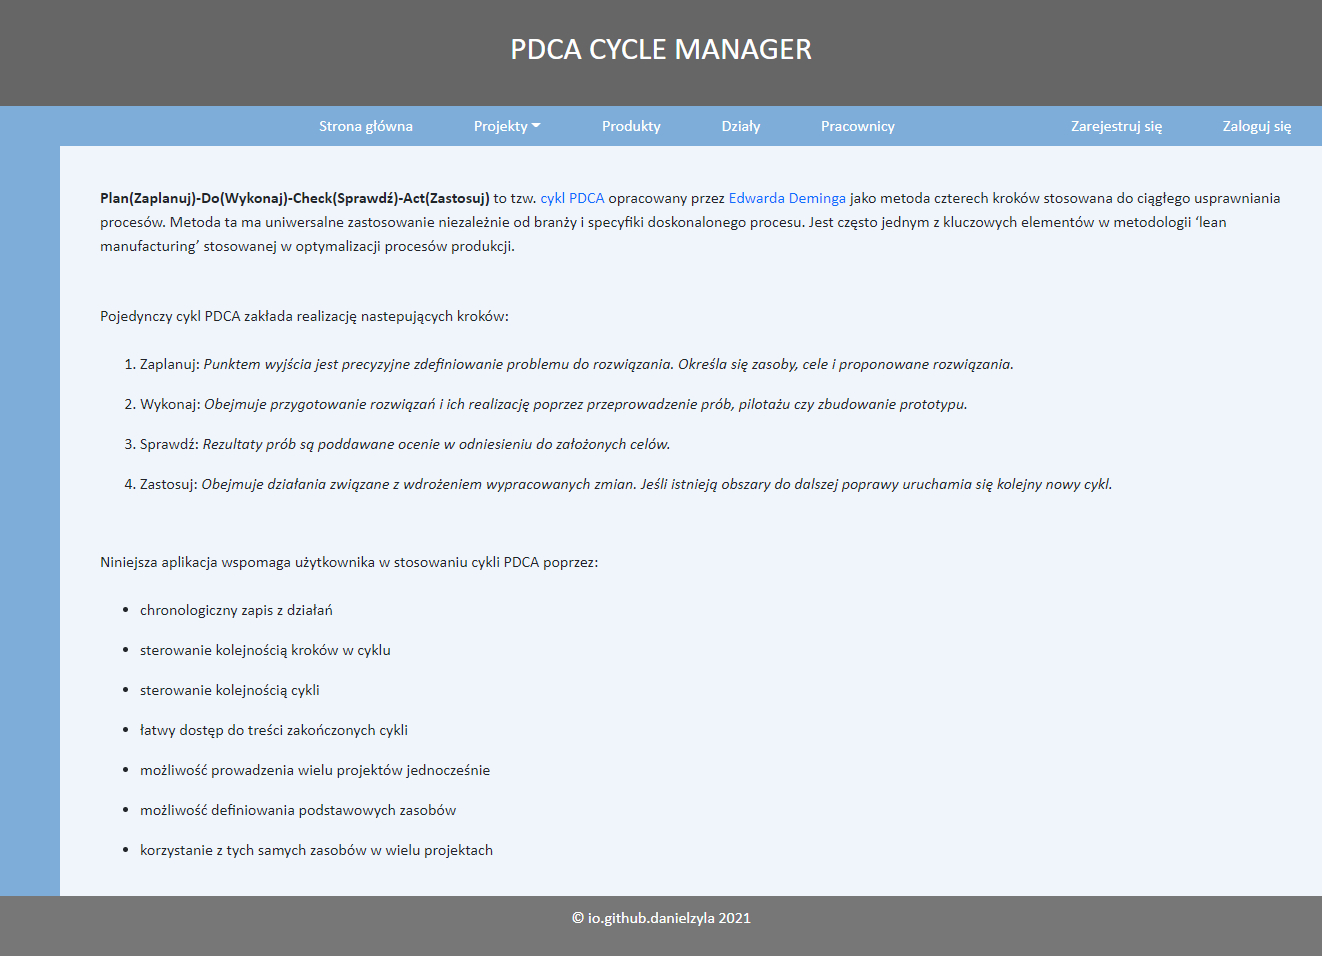 PDCA CYCLE MANAGER
Strona główna Projekty Produkty Działy Pracownicy Zarejestruj się Zaloguj się
Plan(Zaplanuj)-Do(Wykonaj)-Check(Sprawdź)-Act(Zastosuj) to tzw. cykl PDCA opracowany przez Edwarda Deminga jako metoda czterech kroków stosowana do ciągłego usprawniania
procesów. Metoda ta ma uniwersalne zastosowanie niezależnie od branży i specyfiki doskonalonego procesu. Jest często jednym z kluczowych elementów w metodologii ‘lean
manufacturing’ stosowanej w optymalizacji procesów produkcji.
Pojedynczy cykl PDCA zakłada realizację nastepujących kroków:
1. Zaplanuj: Punktem wyjścia jest precyzyjne zdefiniowanie problemu do rozwiązania. Określa się zasoby, cele i proponowane rozwiązania.
2. Wykonaj: Obejmuje przygotowanie rozwiązań i ich realizację poprzez przeprowadzenie prób, pilotażu czy zbudowanie prototypu.
3. Sprawdź: Rezultaty prób są poddawane ocenie w odniesieniu do założonych celów.
4. Zastosuj: Obejmuje działania związane z wdrożeniem wypracowanych zmian. Jeśli istnieją obszary do dalszej poprawy uruchamia się kolejny nowy cykl.
Niniejsza aplikacja wspomaga użytkownika w stosowaniu cykli PDCA poprzez:
• chronologiczny zapis z działań
• sterowanie kolejnością kroków w cyklu
• sterowanie kolejnością cykli
• łatwy dostęp do treści zakończonych cykli
• możliwość prowadzenia wielu projektów jednocześnie
• możliwość definiowania podstawowych zasobów
• korzystanie z tych samych zasobów w wielu projektach
© io.github.danielzyla 2021